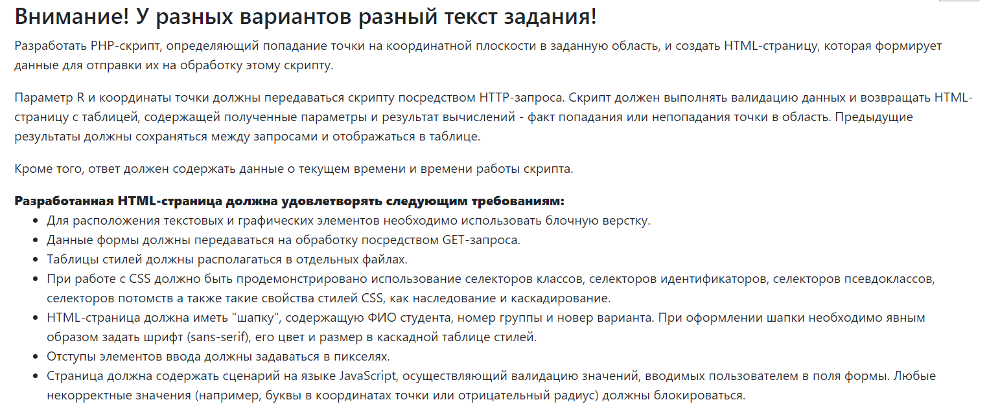 Внимание! У разных вариантов разный текст задания!
Разработать PHP-скрипт, определяющий попадание точки на координатной плоскости в заданную область, и создать HTML-страницу, которая формирует
данные для отправки их на обработку этому скрипту.
Параметр R и координаты точки должны передаваться скрипту посредством HTTP-запроса. Скрипт должен выполнять валидацию данных и возвращать HTML-
страницу с таблицей, содержащей полученные параметры и результат вычислений - факт попадания или непопадания точки в область. Предыдущие
результаты должны сохраняться между запросами и отображаться в таблице.
Кроме того, ответ должен содержать данные о текущем времени и времени работы скрипта.
Разработанная HTML-страница должна удовлетворять следующим требованиям:
• Для расположения текстовых и графических элементов необходимо использовать блочную верстку.
• Данные формы должны передаваться на обработку посредством GET-запроса.
• Таблицы стилей должны располагаться в отдельных файлах.
• При работе с CSS должно быть продемонстрировано использование селекторов классов, селекторов идентификаторов, селекторов псевдоклассов,
селекторов потомств а также такие свойства стилей CSS, как наследование и каскадирование.
• HTML-страница должна иметь "шапку", содержащую ФИО студента, номер группы и новер варианта. При оформлении шапки необходимо явным
образом задать шрифт (sans-serif), его цвет и размер в каскадной таблице стилей.
• Отступы элементов ввода должны задаваться в пикселях.
• Страница должна содержать сценарий на языке JavaScript, осуществляющий валидацию значений, вводимых пользователем в поля формы. Любые
некорректные значения (например, буквы в координатах точки или отрицательный радиус) должны блокироваться.